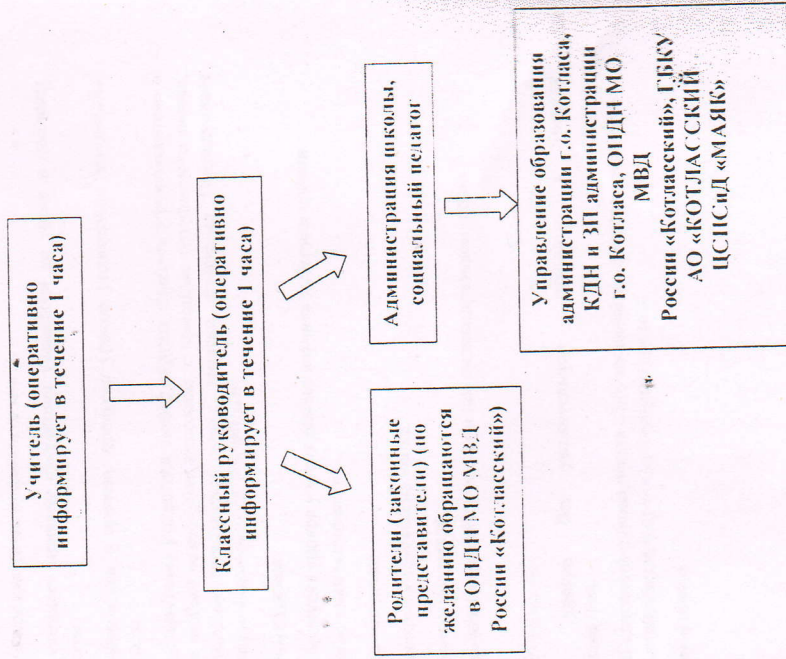 Учитель (оперативно
информирует в течение 1 часа)
Классный руководитель (оперативно
информирует в течение 1 часа)
Родители (законные
представители) (по
желанию обращаются
в ОПДН МО МВД
России «Котласский»)
Администрация школы,
социальный педагог
Управление образования
администрации г.о. Котласа,
КДН и ЗП администрации
г.о. Котласа, ОПДН МО
МВД
России «Котласский», ГБКУ
АО «КОТЛАССКИЙ
ЦСПСиД «МАЯК»